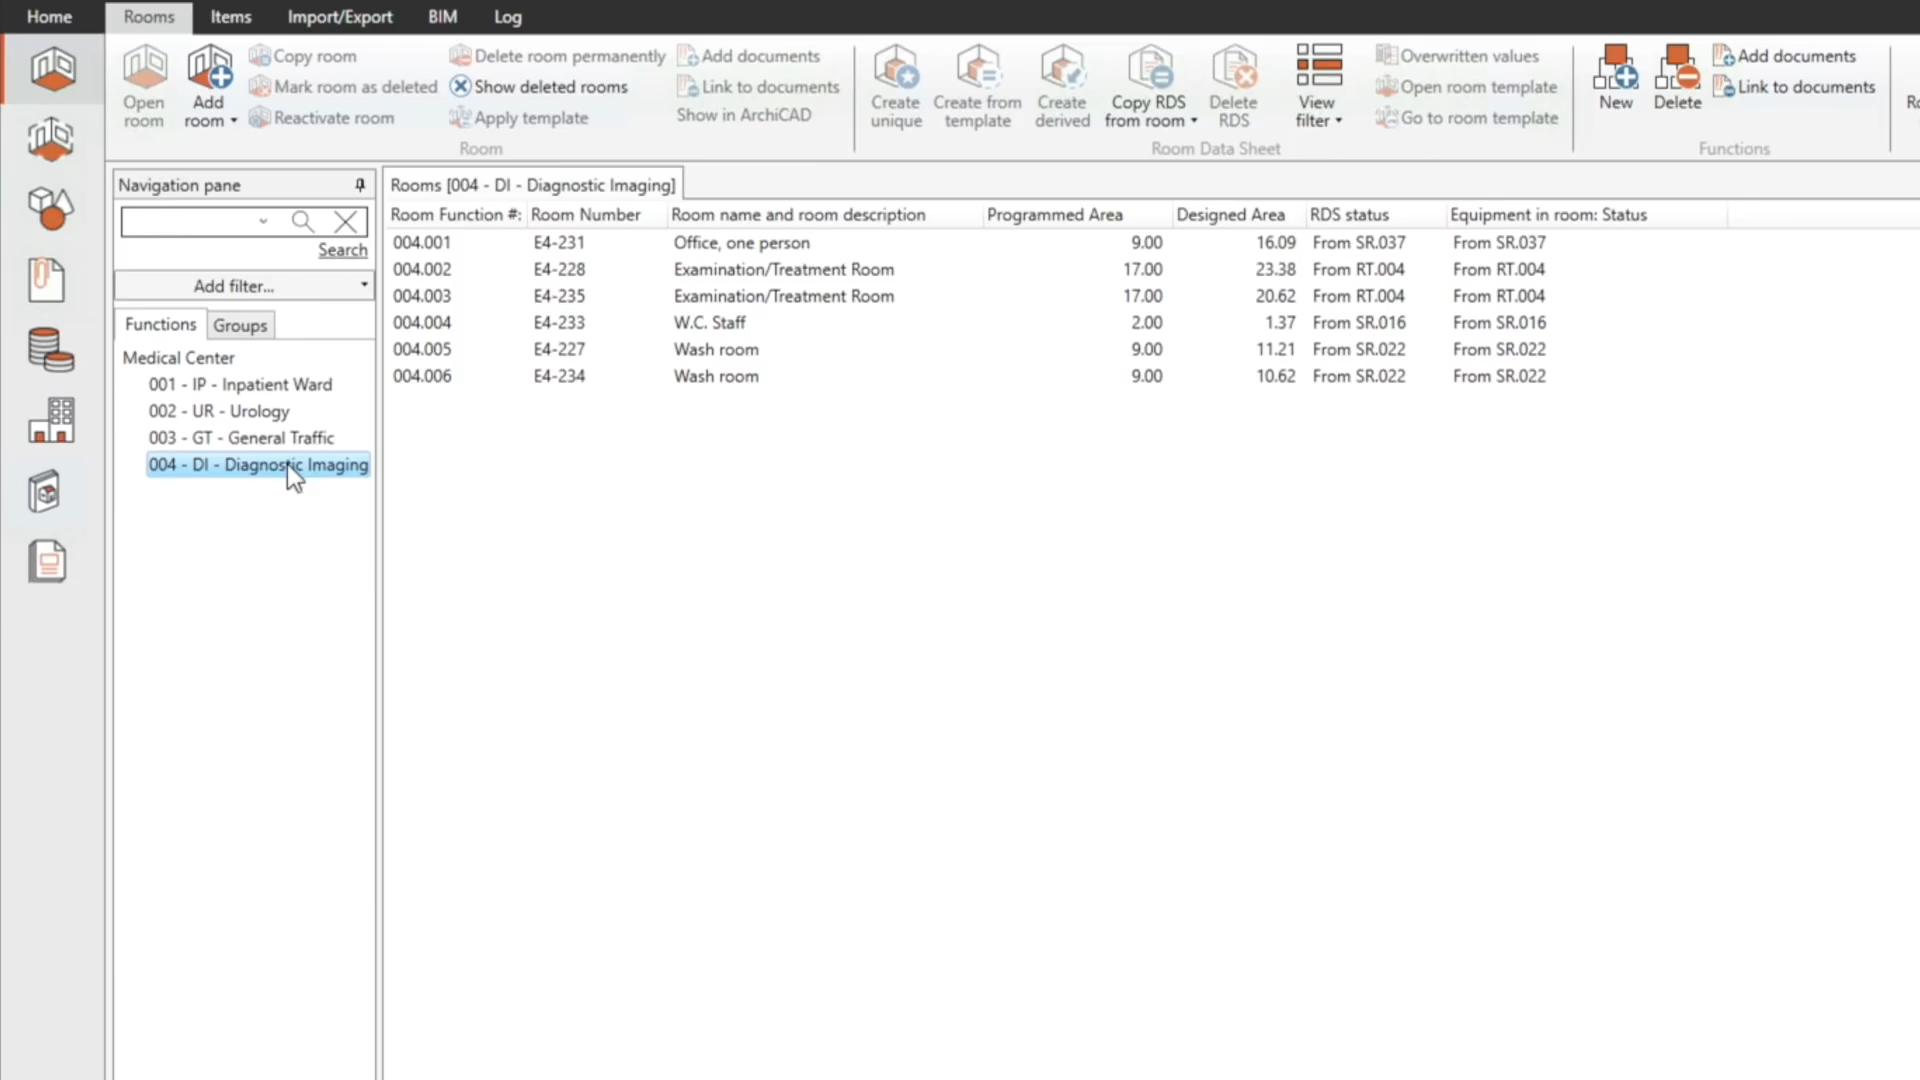 Home Rooms Items Import/Export BIM Log
Open room
Add room
Copy room
Mark room as deleted
Reactivate room
Delete room permanently
Show deleted rooms
Apply template
Add documents
Link to documents
Show in ArchiCAD
Room
Create unique
Create from template
Create derived
Copy RDS from room
Delete RDS
View filter
Overwritten values
Open room template
Go to room template
Room Data Sheet
New
Delete
Add documents
Link to documents
Functions
Navigation pane
Search
Add filter...
Functions Groups
Medical Center
001 - IP - Inpatient Ward
002 - UR - Urology
003 - GT - General Traffic
004 - DI - Diagnostic Imaging
Rooms [004 - DI - Diagnostic Imaging]
Room Function #: Room Number Room name and room description Programmed Area Designed Area RDS status Equipment in room: Status
004.001 E4-231 Office, one person 9.00 16.09 From SR.037 From SR.037
004.002 E4-228 Examination/Treatment Room 17.00 23.38 From RT.004 From RT.004
004.003 E4-235 Examination/Treatment Room 17.00 20.62 From RT.004 From RT.004
004.004 E4-233 W.C. Staff 2.00 1.37 From SR.016 From SR.016
004.005 E4-227 Wash room 9.00 11.21 From SR.022 From SR.022
004.006 E4-234 Wash room 9.00 10.62 From SR.022 From SR.022